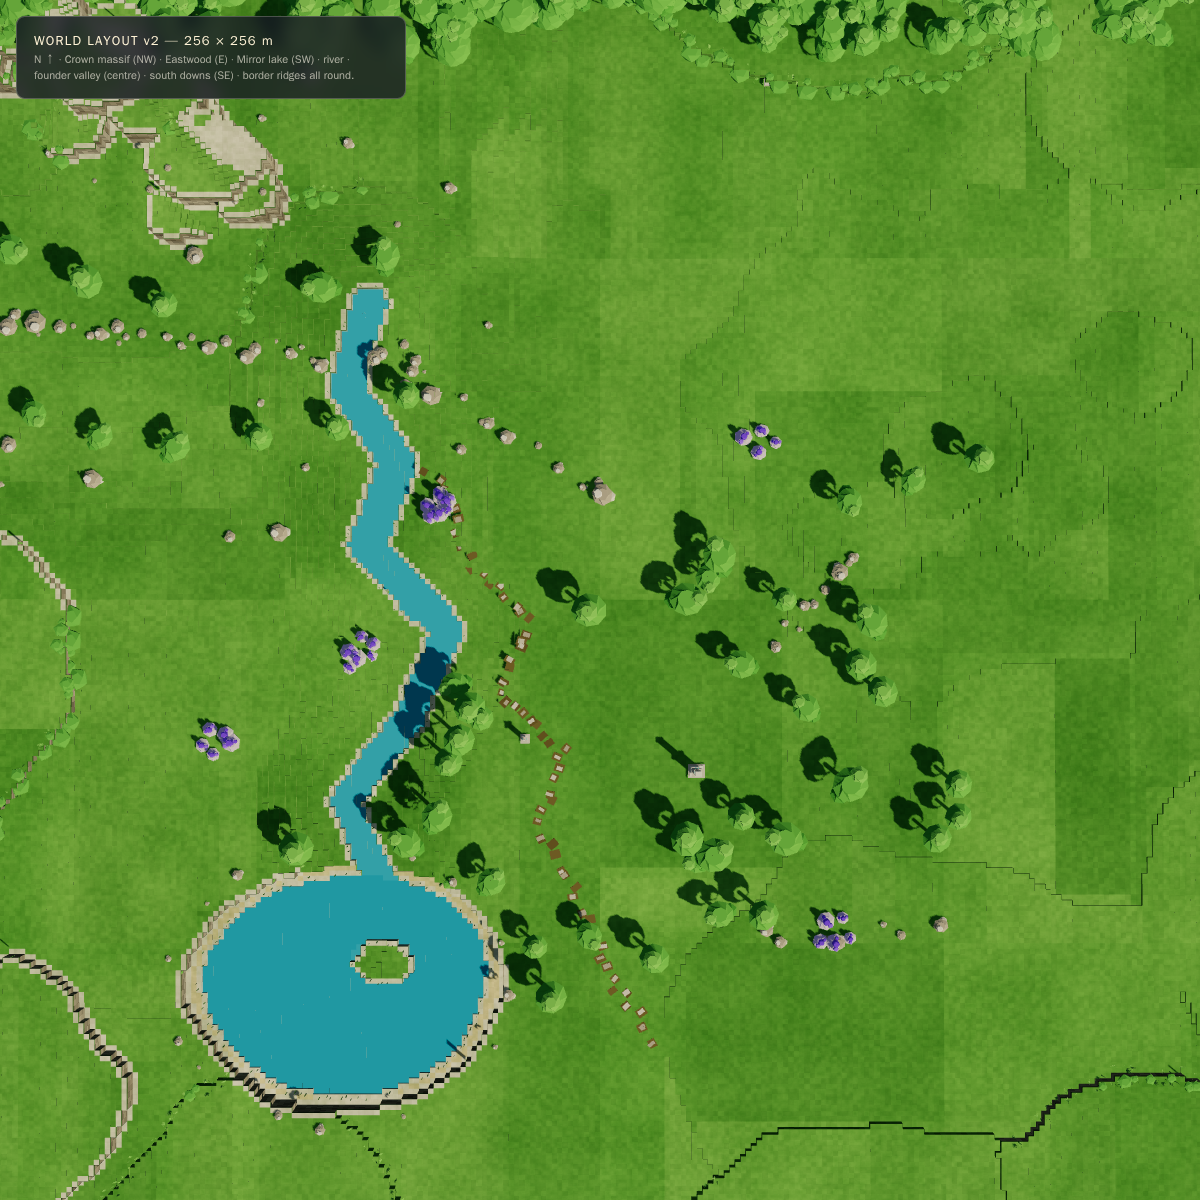 WORLD LAYOUT v2 — 256 × 256 m
N ↑ · Crown massif (NW) · Eastwood (E) · Mirror lake (SW) · river ·
founder valley (centre) · south downs (SE) · border ridges all round.